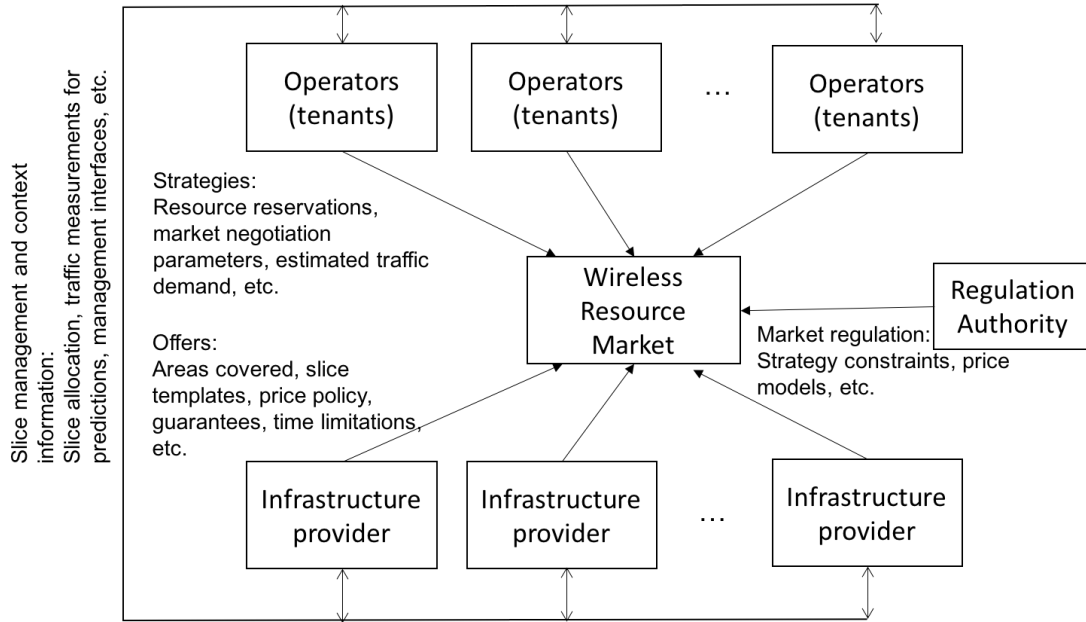 Slice management and context
information:
Slice allocation, traffic measurements for
predictions, management interfaces, etc.
Operators
(tenants)
Operators
(tenants)
...
Operators
(tenants)
Strategies:
Resource reservations,
market negotiation
parameters, estimated traffic
demand, etc.
Wireless
Resource
Market
Regulation
Authority
Market regulation:
Strategy constraints, price
models, etc.
Offers:
Areas covered, slice
templates, price policy,
guarantees, time limitations,
etc.
Infrastructure
provider
Infrastructure
provider
...
Infrastructure
provider